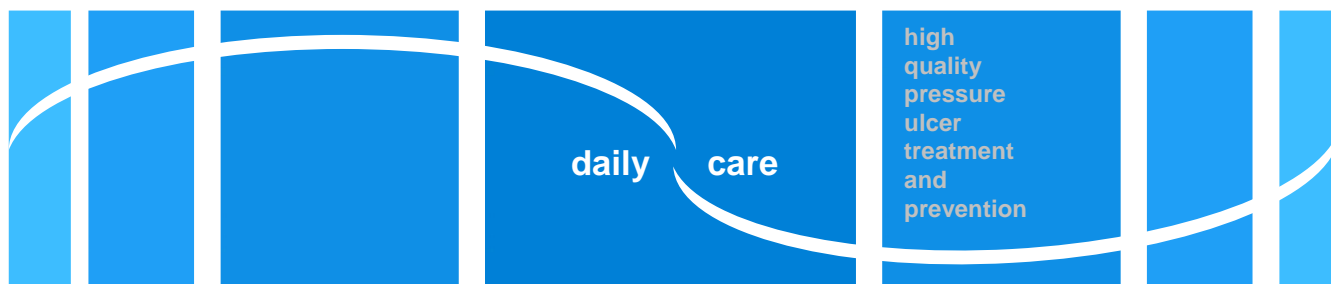 daily care
high
quality
pressure
ulcer
treatment
and
prevention